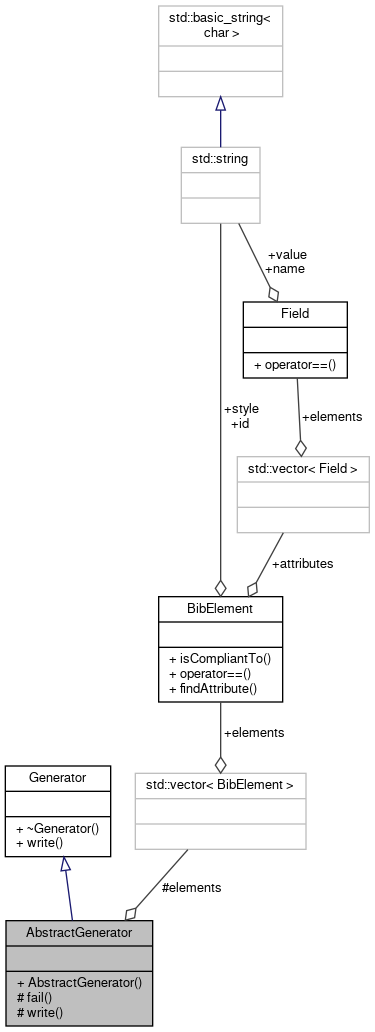 std::basic_string<
char >
std::string
+value
+name
Field
+ operator==()
+style
+id
+elements
std::vector< Field >
+attributes
BibElement
+ isCompliantTo()
+ operator==()
+ findAttribute()
+elements
Generator
+ ~Generator()
+ write()
std::vector< BibElement >
#elements
AbstractGenerator
+ AbstractGenerator()
# fail()
# write()